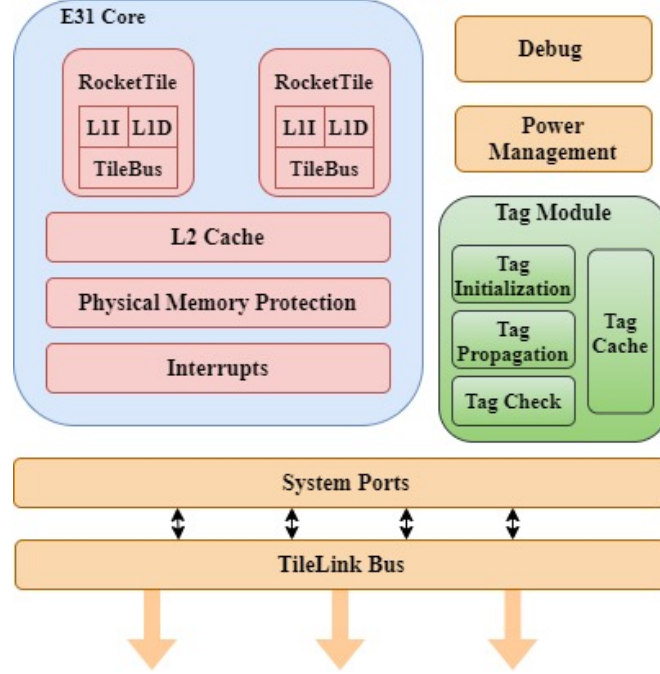 E31 Core
RocketTile
L1I
L1D
TileBus
RocketTile
L1I
L1D
TileBus
L2 Cache
Physical Memory Protection
Interrupts
Debug
Power
Management
Tag Module
Tag
Initialization
Tag
Propagation
Tag Check
Tag
Cache
System Ports
TileLink Bus